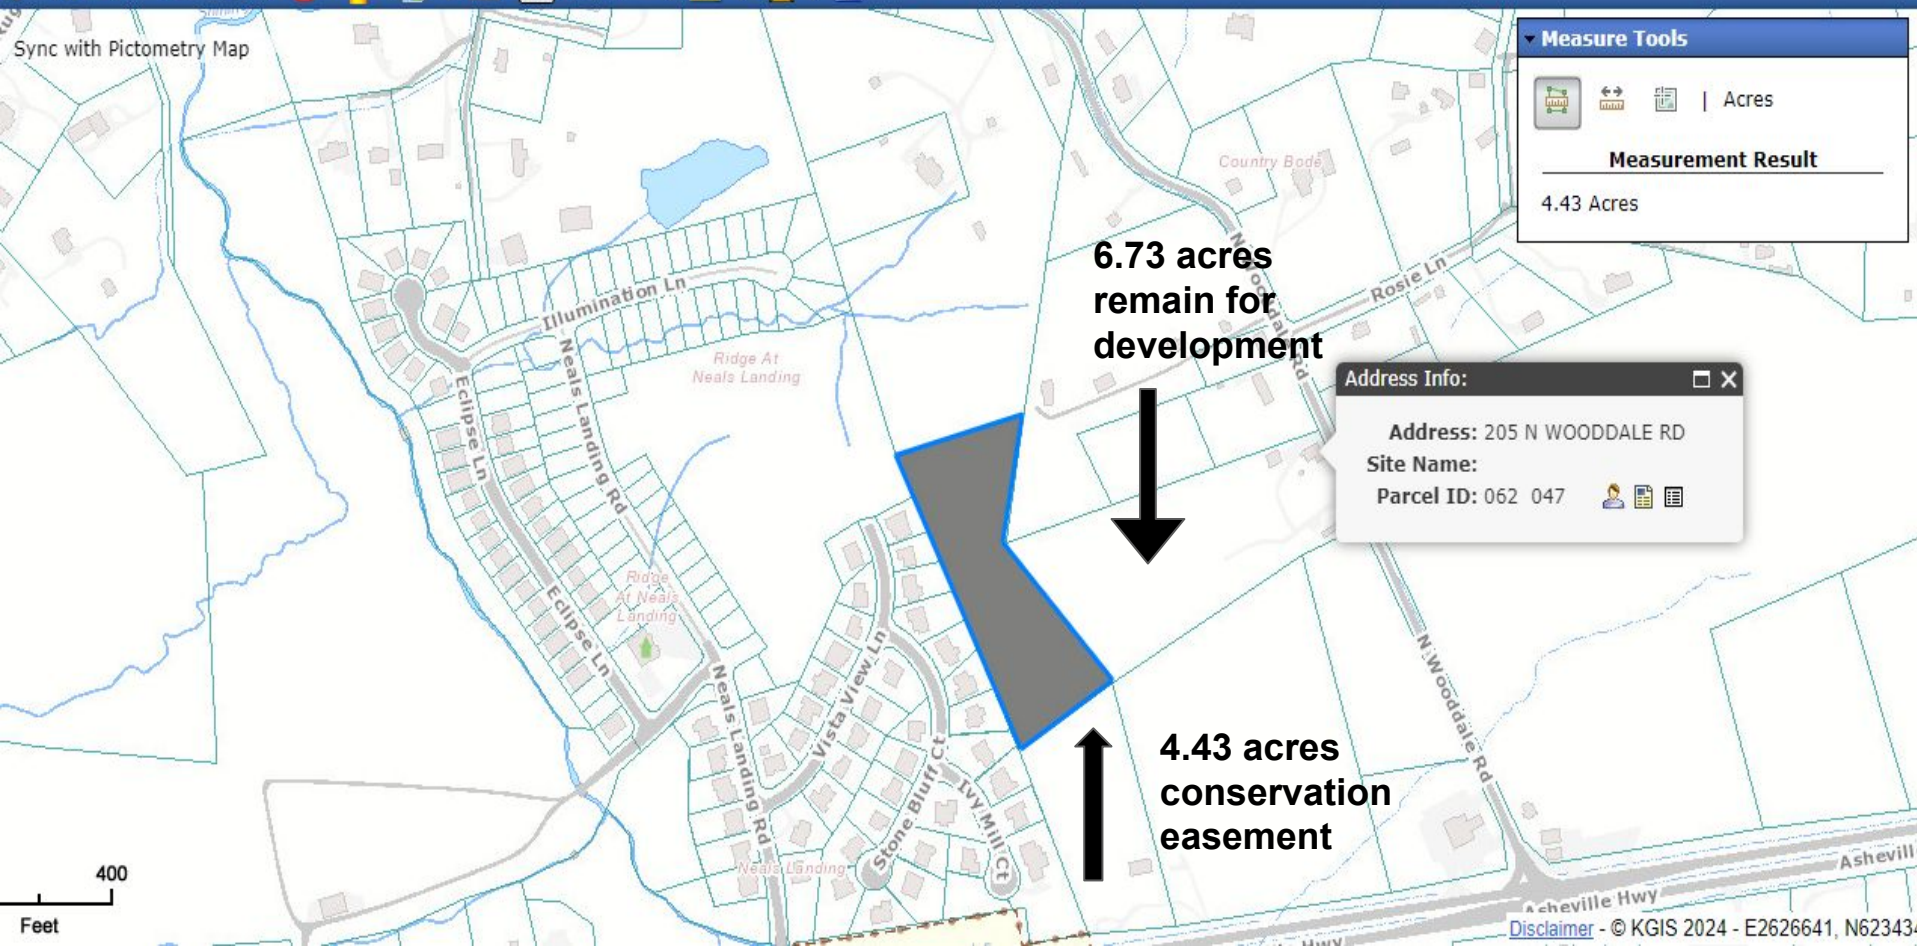 Sync with Pictometry Map
Measure Tools
| Acres
Measurement Result
4.43 Acres
Country Bode
N Wooddale Rd
Rosie Ln
6.73 acres
remain for
development
Illumination Ln
Ridge At
Neals Landing
Neals Landing Rd
Eclipse Ln
Address Info:
Address: 205 N WOODDALE RD
Site Name:
Parcel ID: 062 047
Ridge
At Neals
Landing
Eclipse Ln
Neals Landing Rd
Vista View Ln
Stone Bluff Ct
Ivy Mill Ct
N Wooddale Rd
4.43 acres
conservation
easement
Neals Landing
400
Feet
Ashevill
Asheville Hwy
Hwy
Disclaimer - © KGIS 2024 - E2626641, N623434